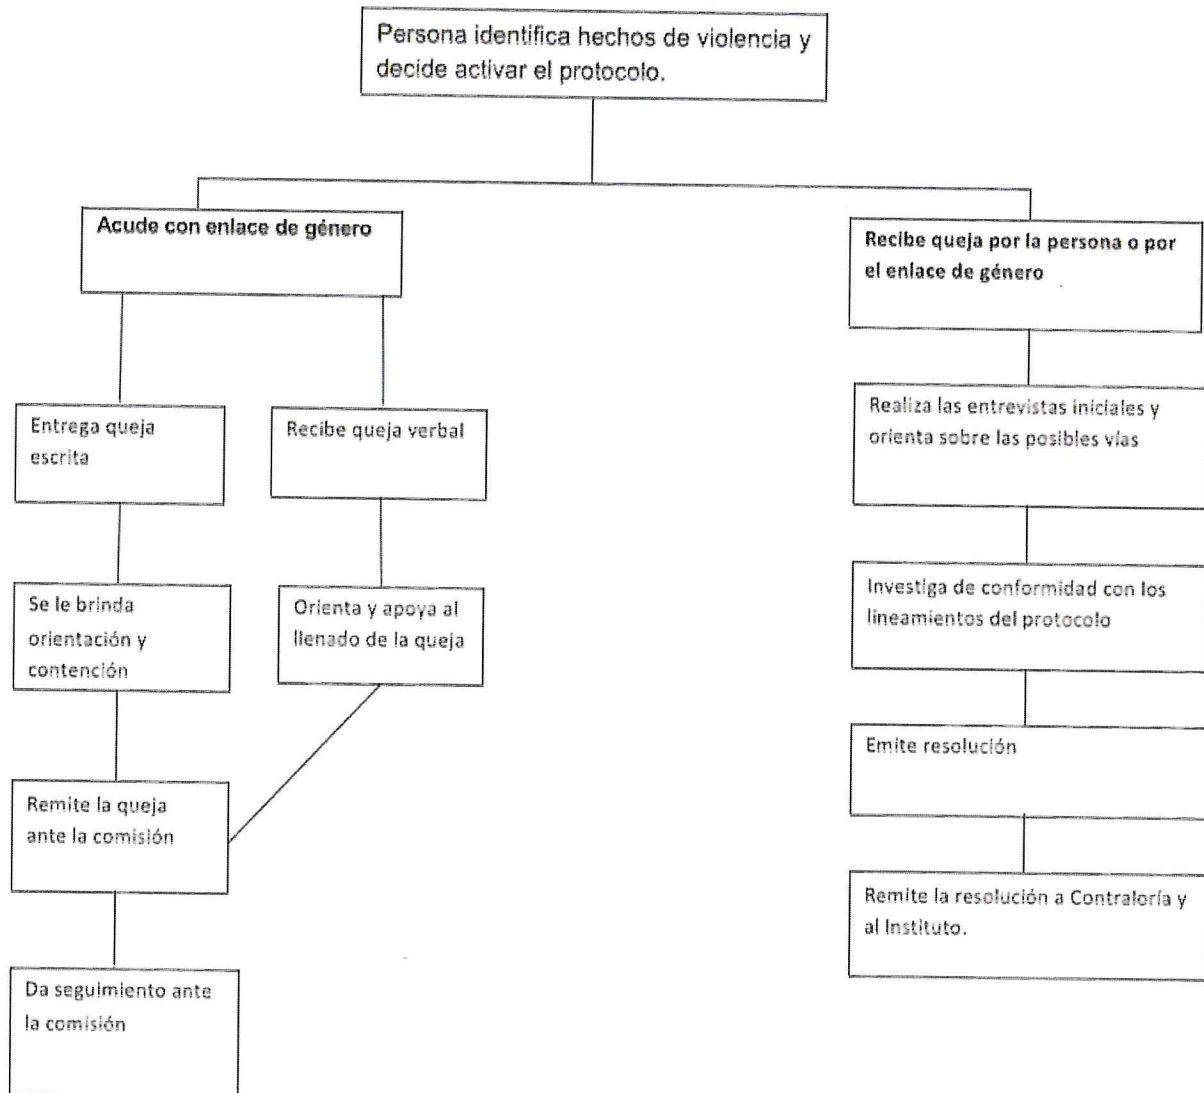 Persona identifica hechos de violencia y
decide activar el protocolo.
Acude con enlace de género
Entrega queja
escrita
Se le brinda
orientación y
contención
Recibe queja verbal
Orienta y apoya al
llenado de la queja
Remite la queja
ante la comisión
Da seguimiento ante
la comisión
Recibe queja por la persona o por
el enlace de género
Realiza las entrevistas iniciales y
orienta sobre las posibles vías
Investiga de conformidad con los
lineamientos del protocolo
Emite resolución
Remite la resolución a Contraloría y
al Instituto.